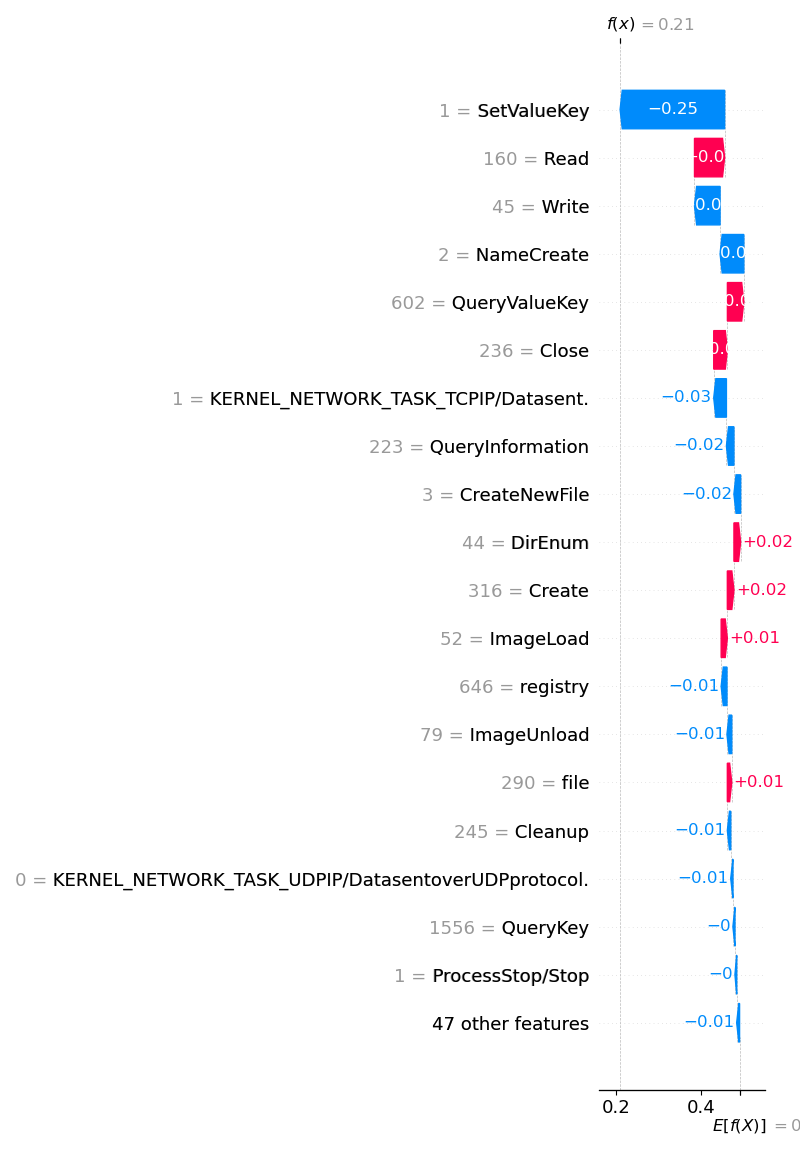 f(x) = 0.21
1 = SetValueKey
−0.25
160 = Read
45 = Write
2 = NameCreate
602 = QueryValueKey
236 = Close
1 = KERNEL_NETWORK_TASK_TCPIP/Datasent.
−0.03
223 = QueryInformation
−0.02
3 = CreateNewFile
−0.02
44 = DirEnum
+0.02
316 = Create
+0.02
52 = ImageLoad
+0.01
646 = registry
−0.01
79 = ImageUnload
−0.01
290 = file
+0.01
245 = Cleanup
−0.01
0 = KERNEL_NETWORK_TASK_UDPIP/DatasentoverUDPprotocol.
−0.01
1556 = QueryKey
−0
1 = ProcessStop/Stop
−0
47 other features
−0.01
0.2
0.4
E[f(X)] = 0